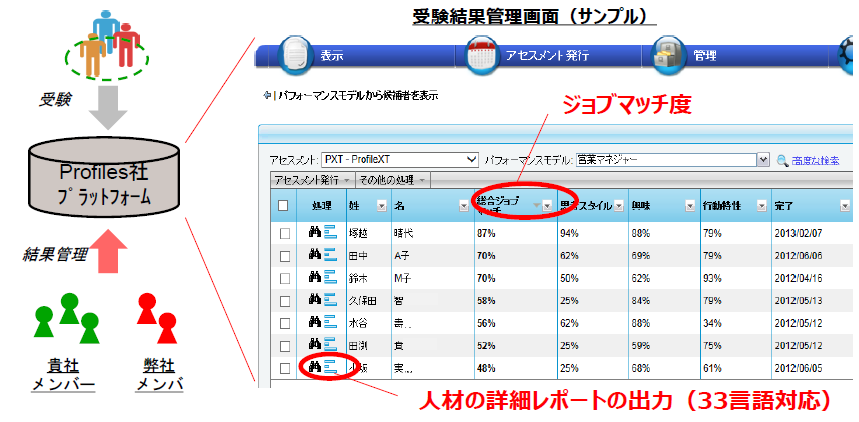 受験結果管理画面（サンプル）
表示
アセスメント発行
管理
パフォーマンスモデルから候補者を表示
ジョブマッチ度
アセスメント: PXT - ProfileXT パフォーマンスモデル: 営業マネジャー 高度な検索
アセスメント発行 その他の処理
処理 姓 名 総合ジョブ 思考スタイル 興味 行動特性 完了
塚越 晴代 87% 94% 88% 79% 2013/02/07
田中 A子 70% 62% 69% 79% 2012/06/06
鈴木 M子 70% 50% 62% 93% 2012/04/16
久保田 智 58% 25% 84% 79% 2012/05/13
水谷 寿... 56% 62% 88% 34% 2012/05/12
田渕 貴 52% 25% 59% 75% 2012/05/12
実... 48% 25% 68% 61% 2012/06/05
人材の詳細レポートの出力（33言語対応）
受験
Profiles社
プラットフォーム
結果管理
貴社
メンバー
弊社
メンバ